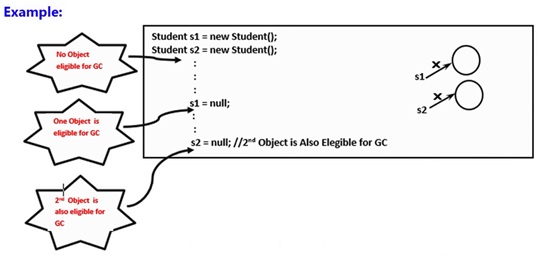 Example:
No Object
eligible for GC
One Object is
eligible for GC
2nd Object is
also eligible for
GC
Student s1 = new Student();
Student s2 = new Student();
:
:
:
:
s1 = null;
:
:
s2 = null; //2nd Object is Also Elegible for GC
x
s1
x
s2